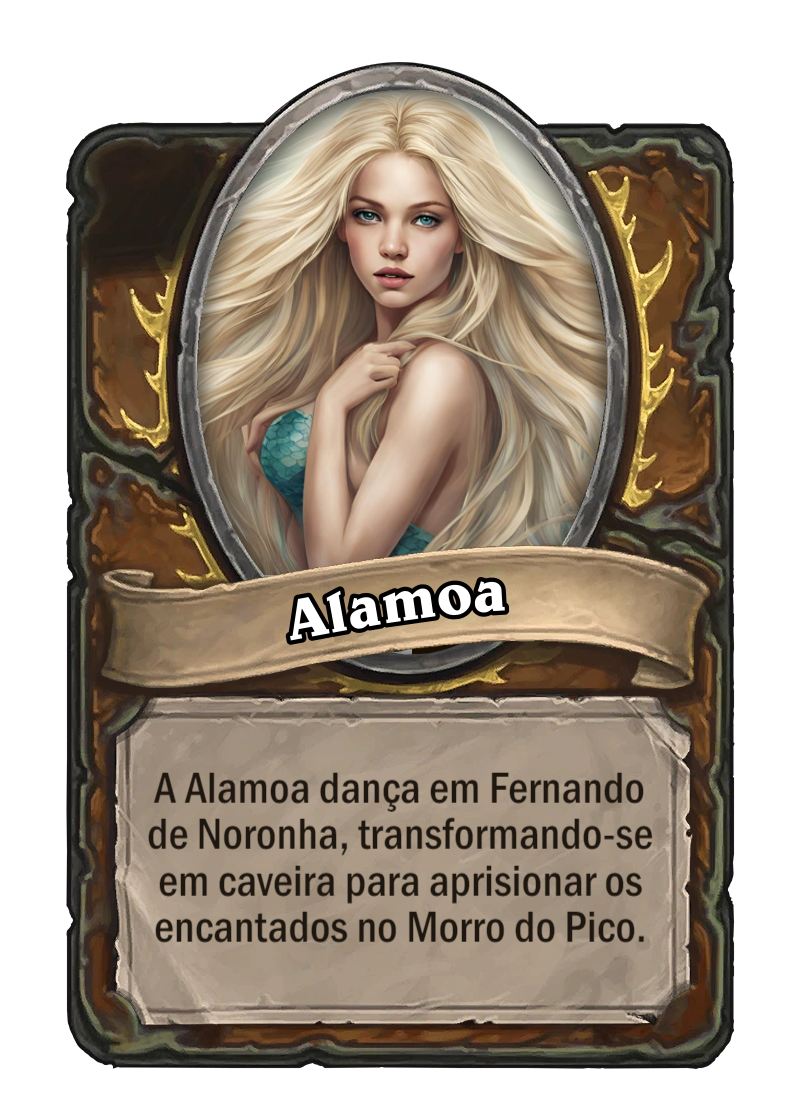 Alamoa
A Alamoa dança em Fernando
de Noronha, transformando-se
em caveira para aprisionar os
encantados no Morro do Pico.